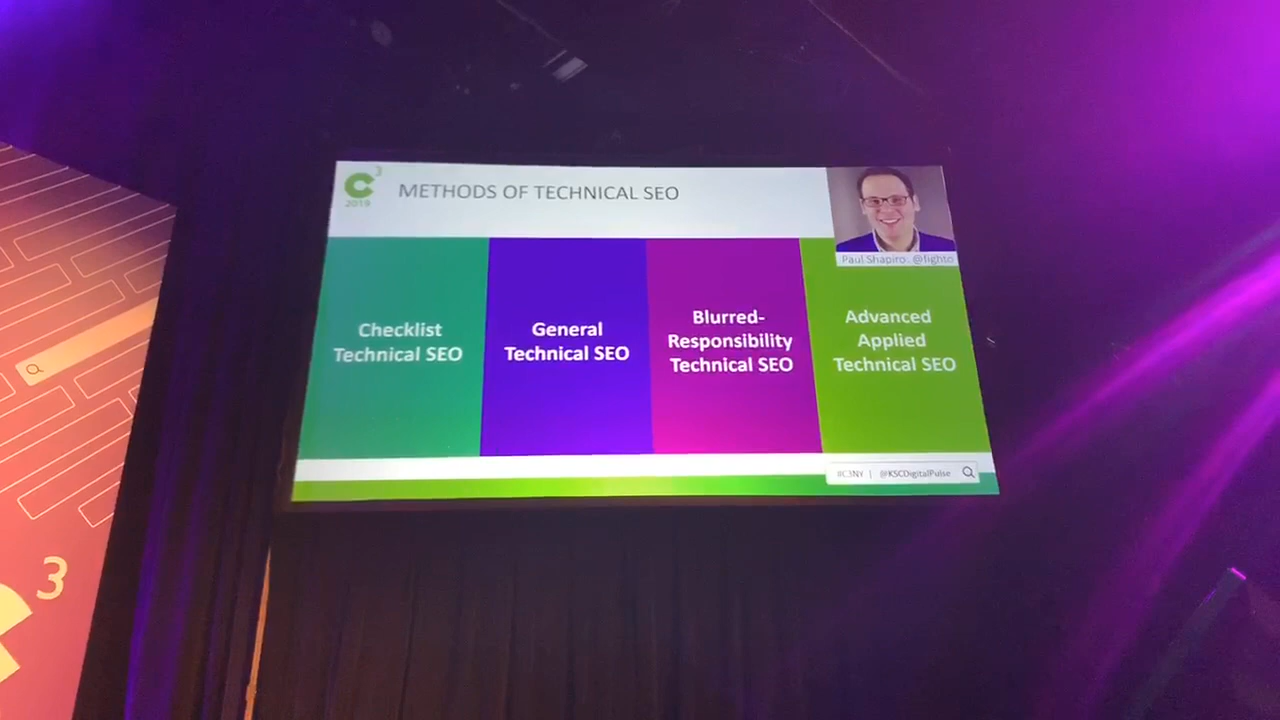 C3
2019
METHODS OF TECHNICAL SEO
Paul Shapiro . @fighto
Checklist
Technical SEO
General
Technical SEO
Blurred-
Responsibility
Technical SEO
Advanced
Applied
Technical SEO
#C3NY | @KSCDigitalPulse
3